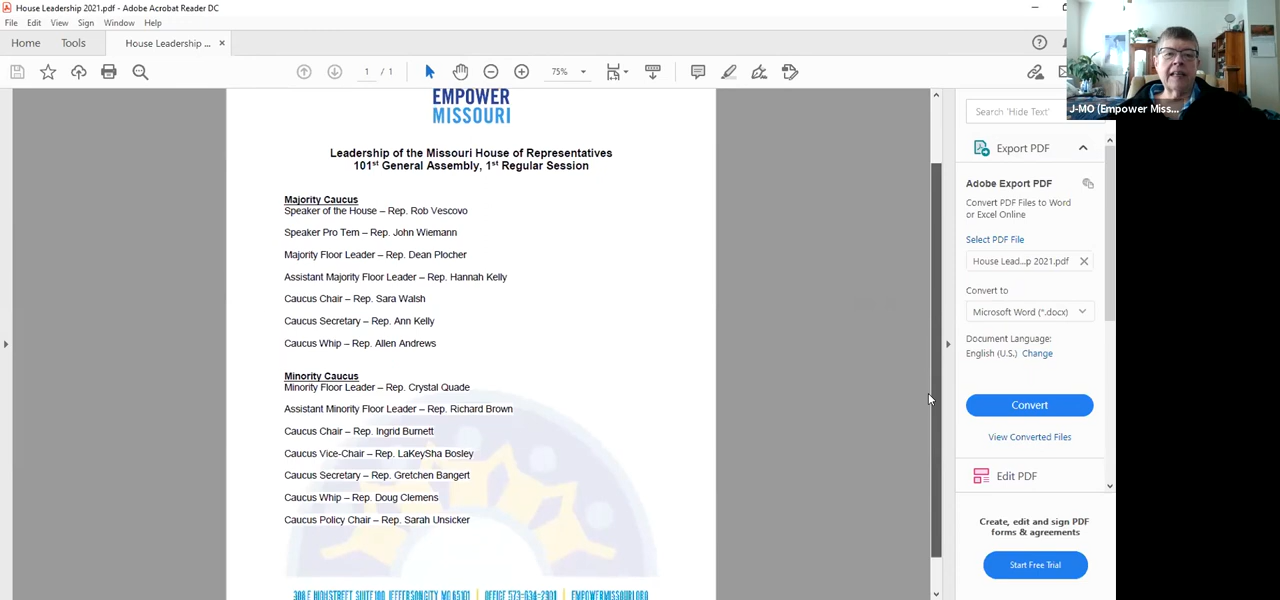 House Leadership 2021.pdf - Adobe Acrobat Reader DC
File Edit View Sign Window Help
Home Tools House Leadership ... ×
1 / 1 75%
J-MO (Empower Miss...
EMPOWER
MISSOURI
Leadership of the Missouri House of Representatives
101st General Assembly, 1st Regular Session
Majority Caucus
Speaker of the House – Rep. Rob Vescovo
Speaker Pro Tem – Rep. John Wiemann
Majority Floor Leader – Rep. Dean Plocher
Assistant Majority Floor Leader – Rep. Hannah Kelly
Caucus Chair – Rep. Sara Walsh
Caucus Secretary – Rep. Ann Kelly
Caucus Whip – Rep. Allen Andrews
Minority Caucus
Minority Floor Leader – Rep. Crystal Quade
Assistant Minority Floor Leader – Rep. Richard Brown
Caucus Chair – Rep. Ingrid Burnett
Caucus Vice-Chair – Rep. LaKeySha Bosley
Caucus Secretary – Rep. Gretchen Bangert
Caucus Whip – Rep. Doug Clemens
Caucus Policy Chair – Rep. Sarah Unsicker
308 E HIGH STREET SUITE 100 JEFFERSON CITY MO 65101 | OFFICE 573-634-2901 | EMPOWERMISSOURI.ORG
Search 'Hide Text'
Export PDF
Adobe Export PDF
Convert PDF Files to Word
or Excel Online
Select PDF File
House Lead...p 2021.pdf
Convert to
Microsoft Word (*.docx)
Document Language:
English (U.S.) Change
Convert
View Converted Files
Edit PDF
Create, edit and sign PDF
forms & agreements
Start Free Trial